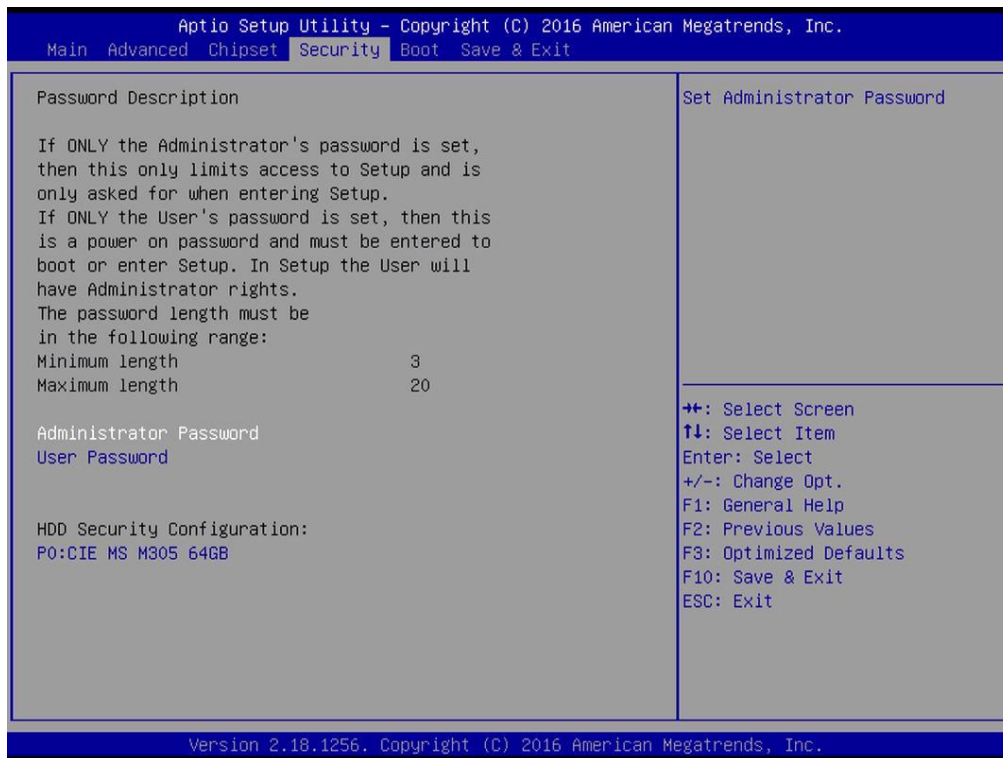 Aptio Setup Utility – Copyright (C) 2016 American Megatrends, Inc.
Main Advanced Chipset Security Boot Save & Exit
Password Description
If ONLY the Administrator's password is set,
then this only limits access to Setup and is
only asked for when entering Setup.
If ONLY the User's password is set, then this
is a power on password and must be entered to
boot or enter Setup. In Setup the User will
have Administrator rights.
The password length must be
in the following range:
Minimum length 3
Maximum length 20
Administrator Password
User Password
HDD Security Configuration:
P0:CIE MS M305 64GB
Set Administrator Password
→←: Select Screen
↑↓: Select Item
Enter: Select
+/-: Change Opt.
F1: General Help
F2: Previous Values
F3: Optimized Defaults
F10: Save & Exit
ESC: Exit
Version 2.18.1256. Copyright (C) 2016 American Megatrends, Inc.